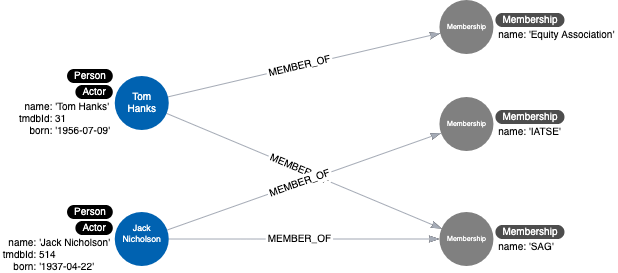 Membership
Membership
name: 'Equity Association'
MEMBER_OF
Person
Actor
name: 'Tom Hanks'
tmdbId: 31
born: '1956-07-09'
Tom
Hanks
Membership
Membership
name: 'IATSE'
MEMBER_OF
MEMBER_OF
Person
Actor
name: 'Jack Nicholson'
tmdbId: 514
born: '1937-04-22'
Jack
Nicholson
MEMBER_OF
Membership
Membership
name: 'SAG'